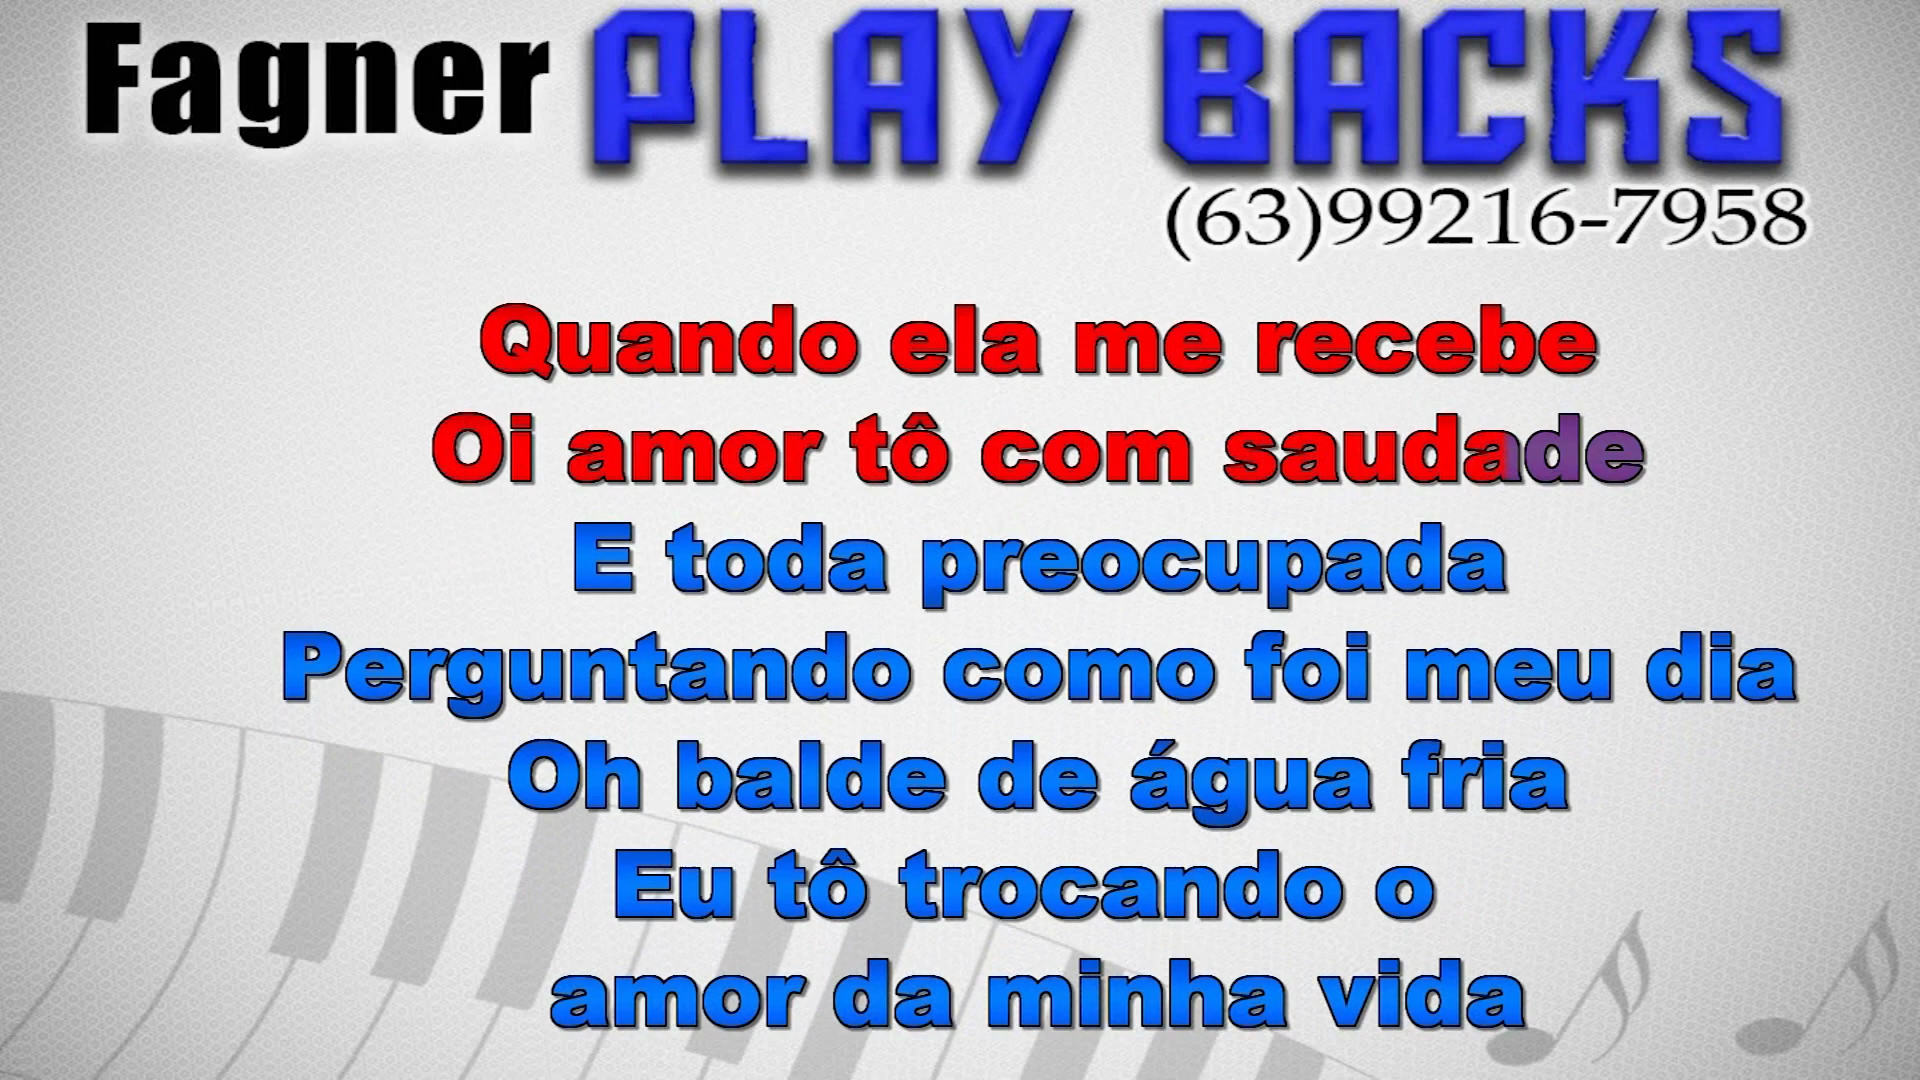 Fagner PLAY BACKS
(63)99216-7958
Quando ela me recebe
Oi amor tô com saudade
E toda preocupada
Perguntando como foi meu dia
Oh balde de água fria
Eu tô trocando o
amor da minha vida